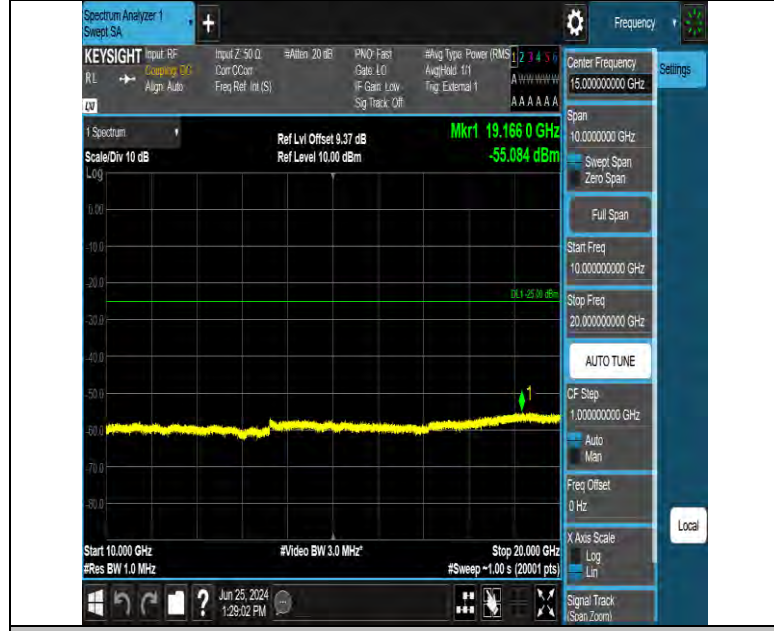 Spectrum Analyzer 1
Swept SA
+
Frequency
KEYSIGHT
RL
LXI
Input: RF
Coupling: DC
Align: Auto
Input Z: 50 Ω
Corr CCorr
Freq Ref: Int (S)
#Atten: 20 dB
PNO: Fast
Gate: LO
IF Gain: Low
Sig Track: Off
#Avg Type: Power (RMS
Avg|Hold: 1/1
Trig: External 1
1 2 3 4 5 6
A W W W W W
A A A A A A
1 Spectrum
Scale/Div 10 dB
Log
Ref Lvl Offset 9.37 dB
Ref Level 10.00 dBm
Mkr1 19.166 0 GHz
-55.084 dBm
0.00
-10.0
-20.0
DL1 -25.00 dBm
-30.0
-40.0
-50.0
1
-60.0
-70.0
-80.0
Start 10.000 GHz
#Res BW 1.0 MHz
#Video BW 3.0 MHz*
Stop 20.000 GHz
#Sweep ~1.00 s (20001 pts)
Jun 25, 2024
1:29:02 PM
Center Frequency
15.000000000 GHz
Settings
Span
10.0000000 GHz
Swept Span
Zero Span
Full Span
Start Freq
10.000000000 GHz
Stop Freq
20.000000000 GHz
AUTO TUNE
CF Step
1.000000000 GHz
Auto
Man
Freq Offset
0 Hz
Local
X Axis Scale
Log
Lin
Signal Track
(Span Zoom)